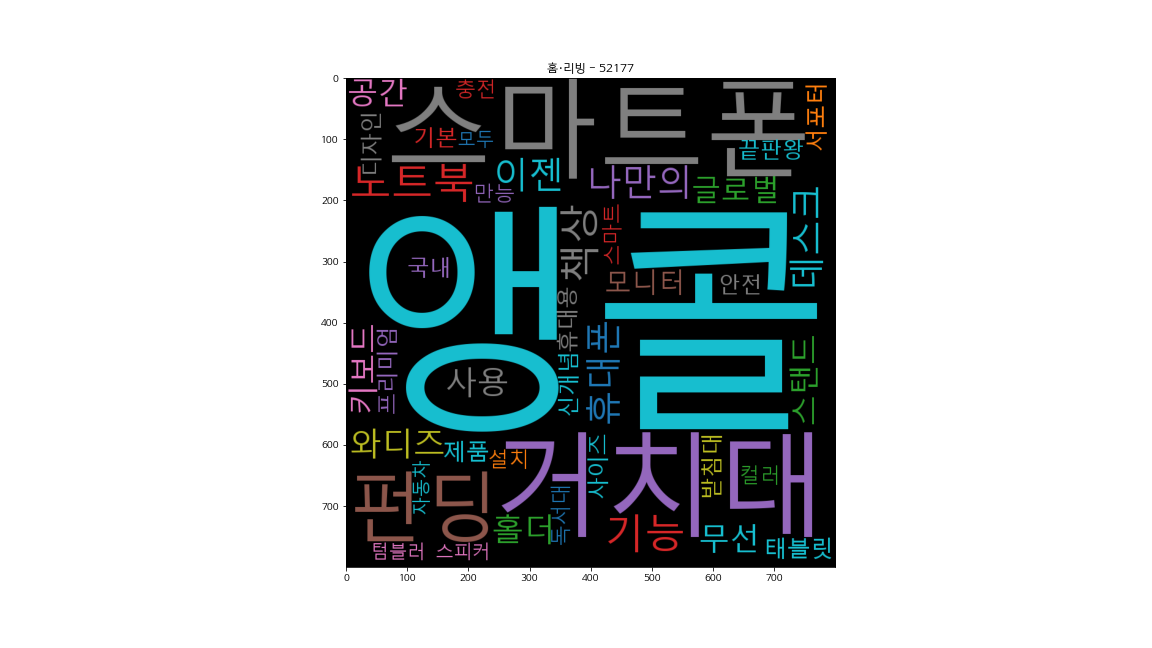 홈·리빙 - 52177
0
100
200
300
400
500
600
700
공간
충전
스마트폰
서포터
디자인
기본
모두
끝판왕
노트북
이젠
만능
나만의
글로벌
앵글
책상
스마트
데스크
국내
모니터
안전
휴대용
키보드
프리미엄
신개념
휴대폰
스탠드
사용
와디즈
제품
설치
거치대
사이즈
받침대
컬러
펀딩
자동차
홀더
독서대
기능
무선
태블릿
텀블러
스피커
0
100
200
300
400
500
600
700